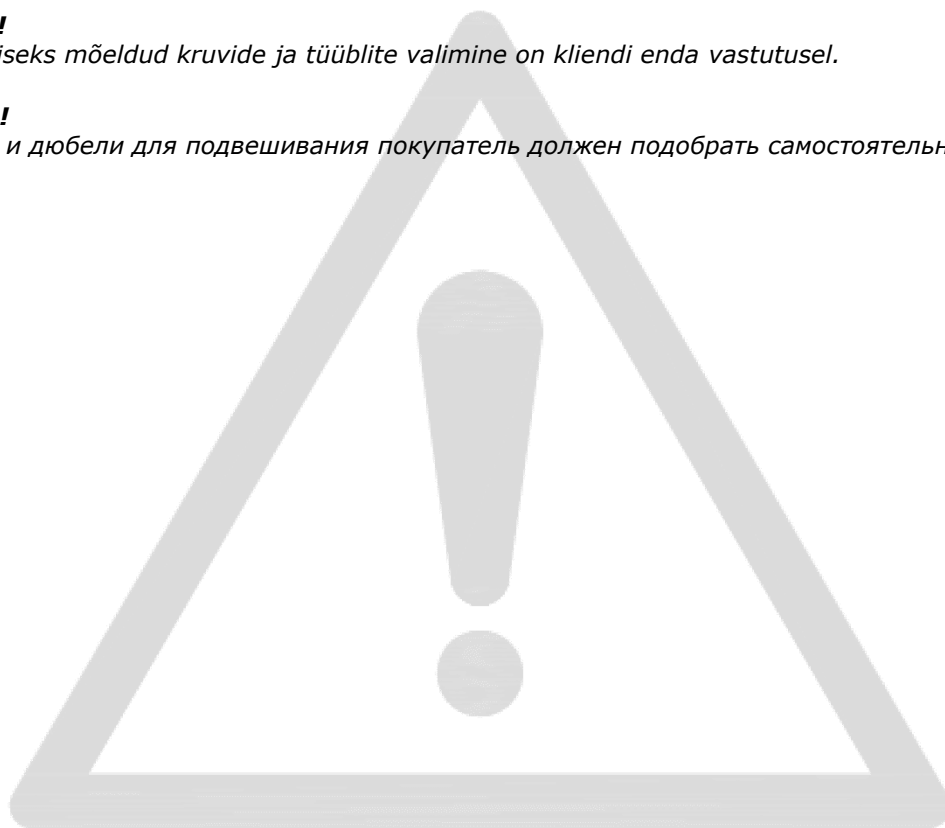 !
iseks mõeldud kruvide ja tüüblite valimine on kliendi enda vastutusel.
!
и дюбели для подвешивания покупатель должен подобрать самостоятельн